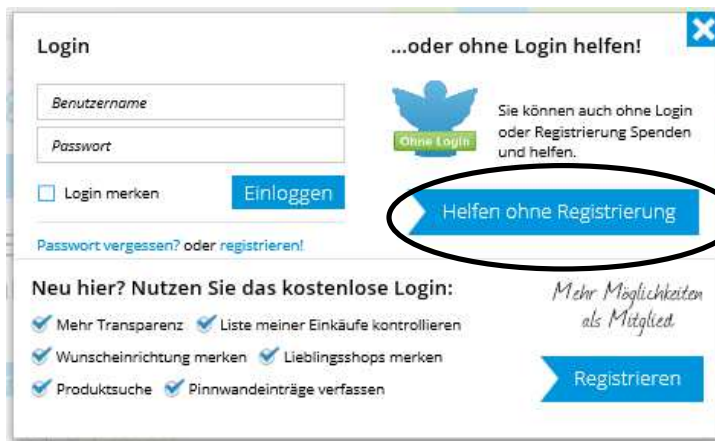 Login
Benutzername
Passwort
Login merken
Einloggen
Passwort vergessen? oder registrieren!
...oder ohne Login helfen!
Ohne Login
Sie können auch ohne Login
oder Registrierung Spenden
und helfen.
Helfen ohne Registrierung
Neu hier? Nutzen Sie das kostenlose Login:
Mehr Transparenz Liste meiner Einkäufe kontrollieren
Wunscheinrichtung merken Lieblingsshops merken
Produktsuche Pinnwandeinträge verfassen
Mehr Möglichkeiten
als Mitglied
Registrieren